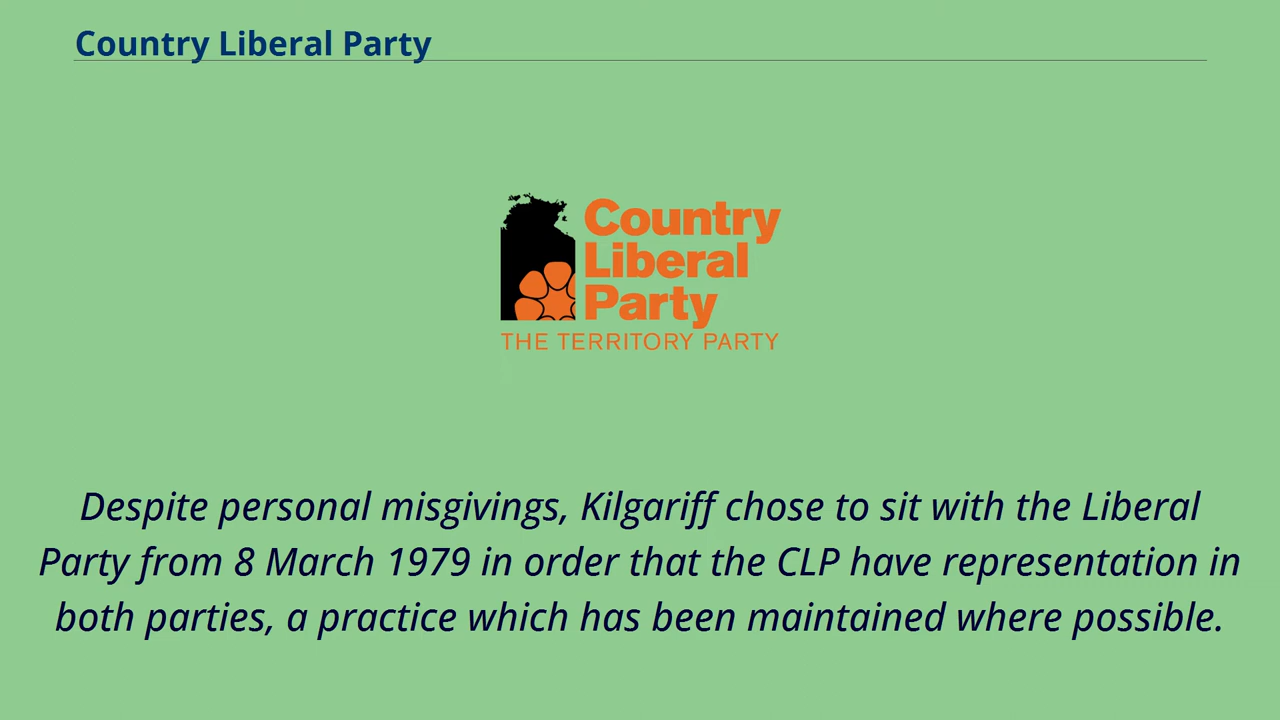 Country Liberal Party
Country
Liberal
Party
THE TERRITORY PARTY
Despite personal misgivings, Kilgariff chose to sit with the Liberal
Party from 8 March 1979 in order that the CLP have representation in
both parties, a practice which has been maintained where possible.